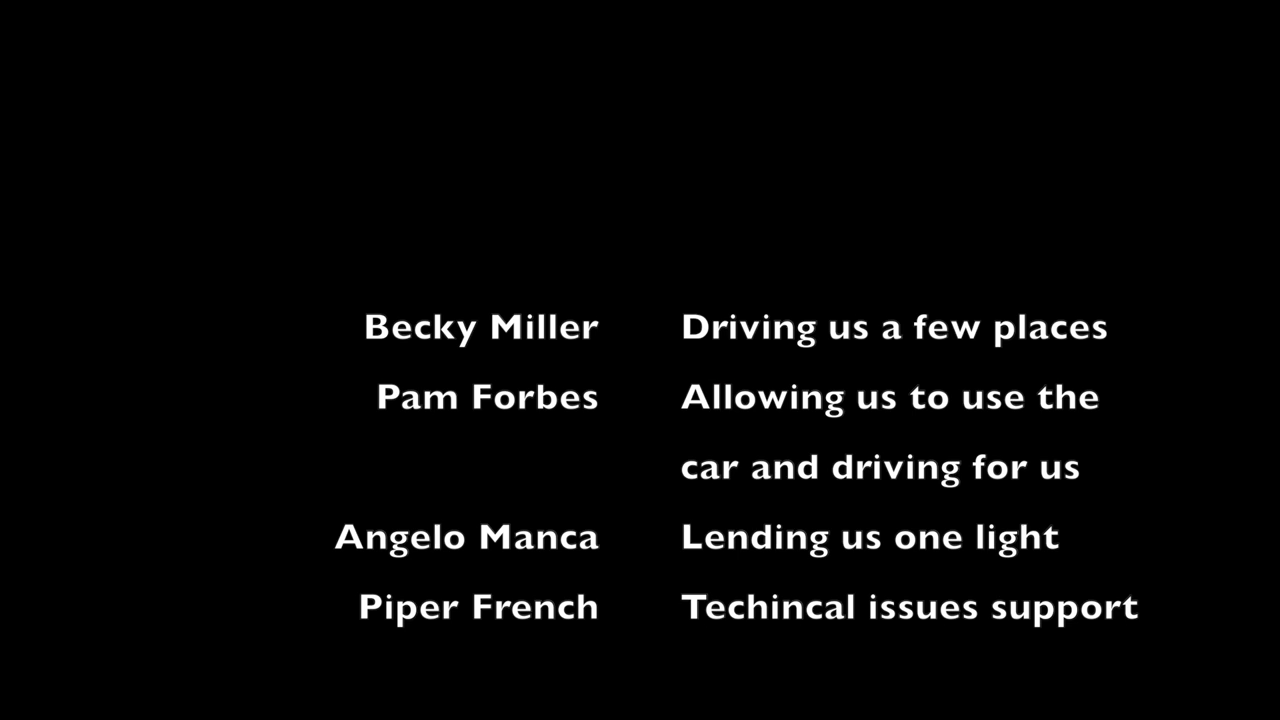 Becky Miller Driving us a few places
Pam Forbes Allowing us to use the
car and driving for us
Angelo Manca Lending us one light
Piper French Techincal issues support